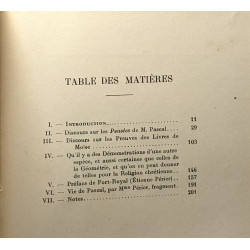 TABLE DES MATIÈRES
I. — Introduction. 11
II. — Discours sur les Pensées de M. Pascal. 29
III. — Discours sur les Preuves des Livres de
Moïse 103
IV. — Qu'il y a des Démonstrations d'une autre
espèce, et aussi certaines que celles de
la Géométrie, et qu'on en peut donner
de telles pour la Religion chrétienne. 146
V. — Préface de Port-Royal (Étienne Périer). 157
VI. — Vie de Pascal, par Mme Périer, fragment. 191
VII. — Notes. 201